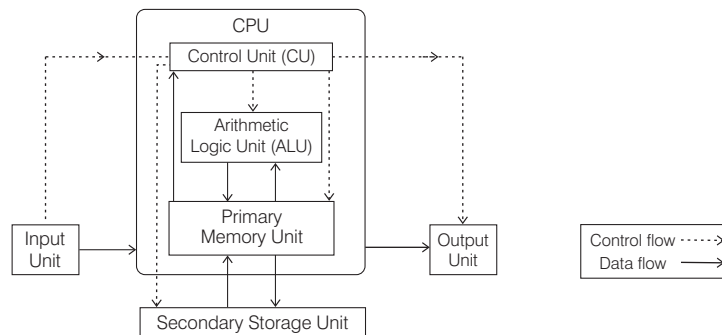 CPU
Control Unit (CU)
Arithmetic
Logic Unit (ALU)
Primary
Memory Unit
Input
Unit
Output
Unit
Secondary Storage Unit
Control flow
Data flow